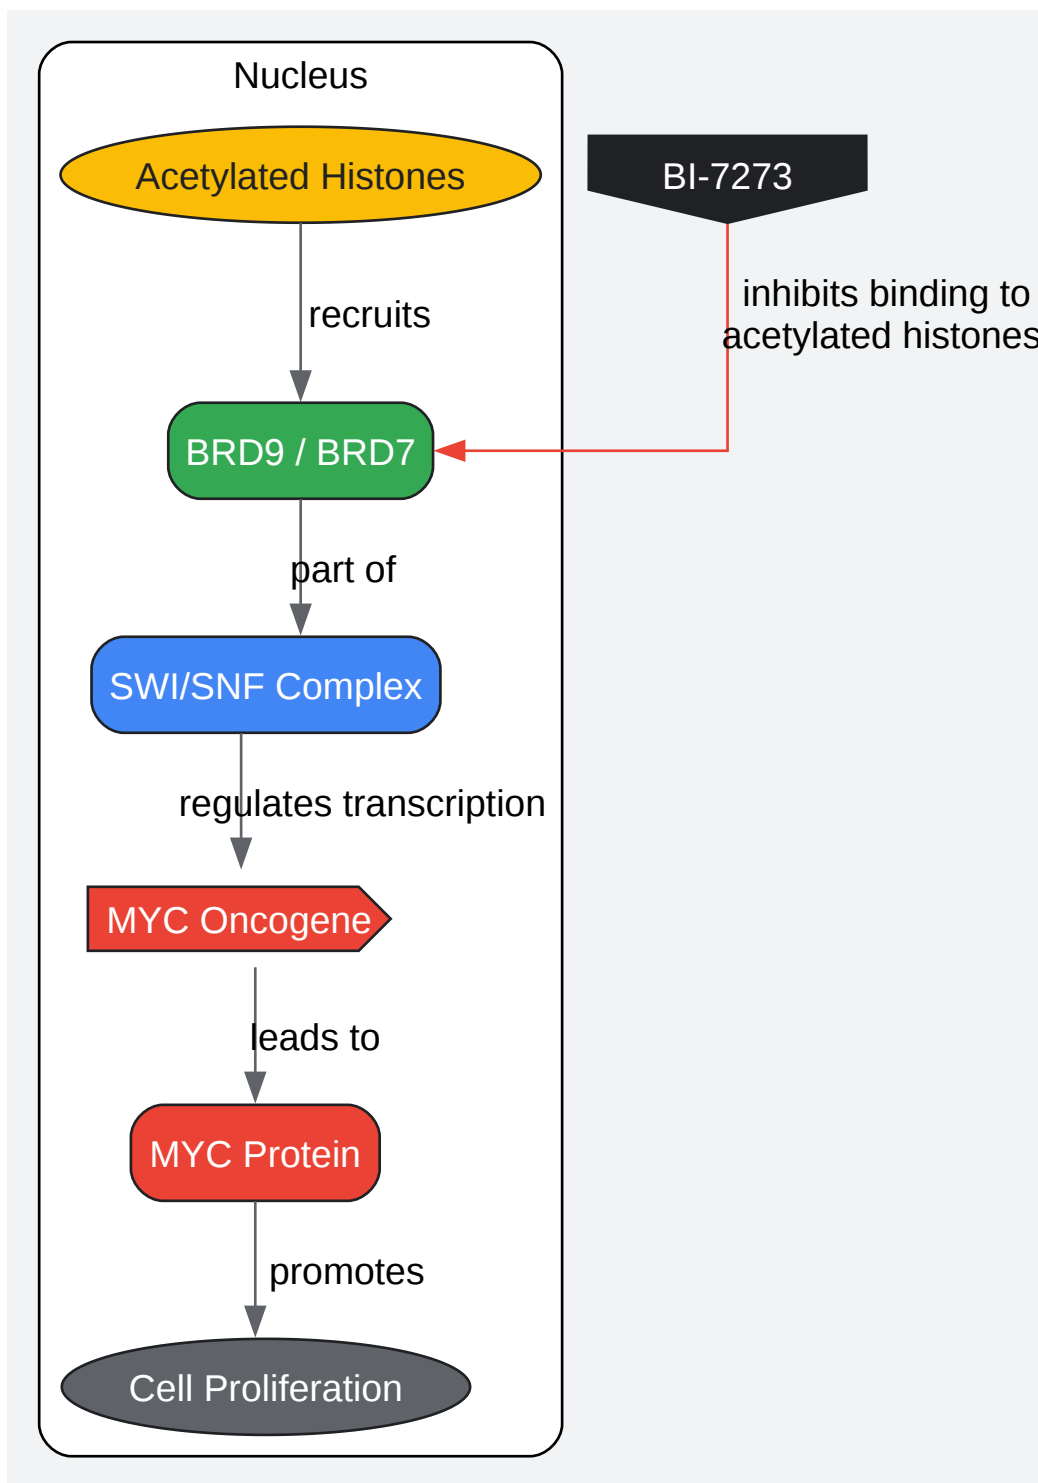 Nucleus
Acetylated Histones
BI-7273
inhibits binding to
acetylated histones
recruits
BRD9 / BRD7
part of
SWI/SNF Complex
regulates transcription
MYC Oncogene
leads to
MYC Protein
promotes
Cell Proliferation